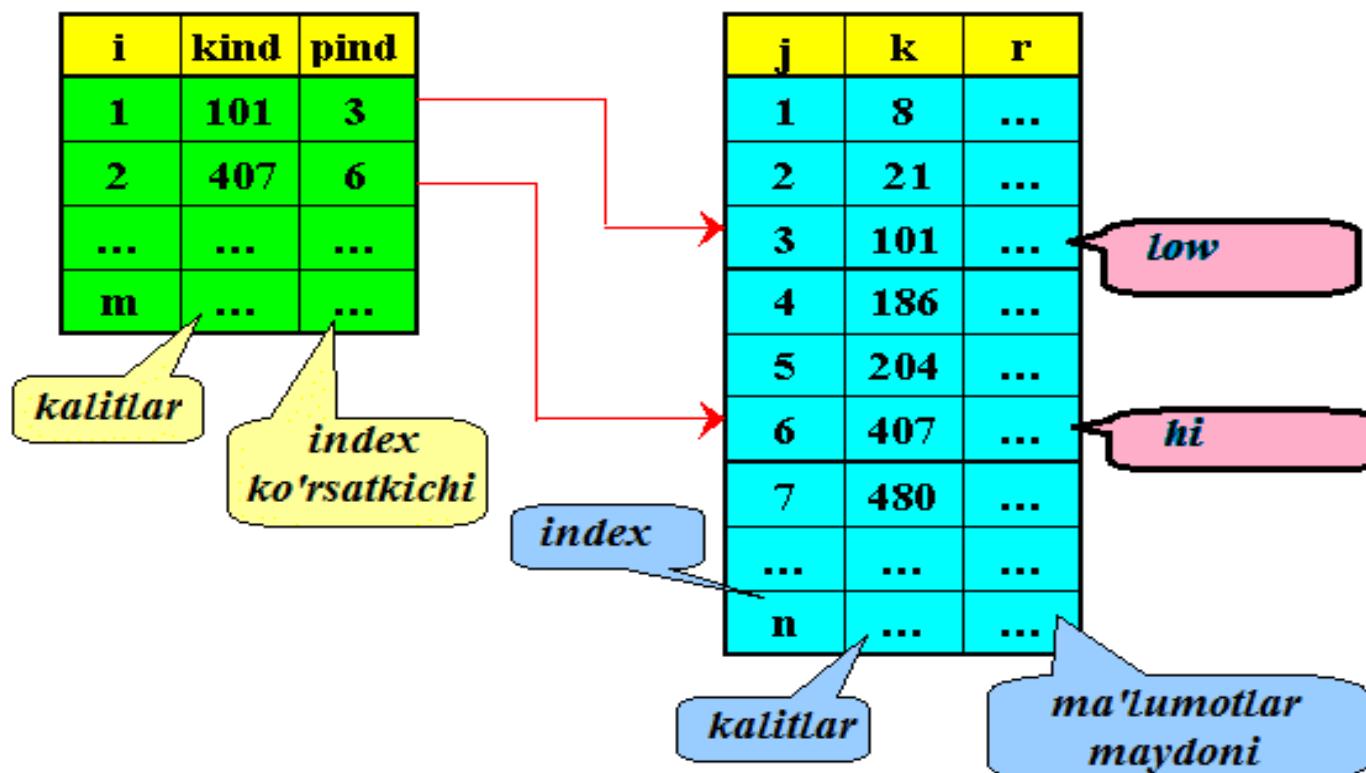 i kind pind
1 101 3
2 407 6
... ... ...
m ... ...
kalitlar
index
ko'rsatkichi
j k r
1 8 ...
2 21 ...
3 101 ...
4 186 ...
5 204 ...
6 407 ...
7 480 ...
... ... ...
n ... ...
low
hi
index
kalitlar
ma'lumotlar
maydoni